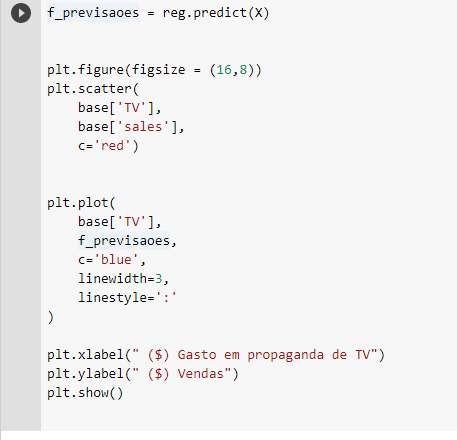 f_previsaoes = reg.predict(X)
plt.figure(figsize = (16,8))
plt.scatter(
    base['TV'],
    base['sales'],
    c='red')
plt.plot(
    base['TV'],
    f_previsaoes,
    c='blue',
    linewidth=3,
    linestyle=':'
)
plt.xlabel(" ($) Gasto em propaganda de TV")
plt.ylabel(" ($) Vendas")
plt.show()